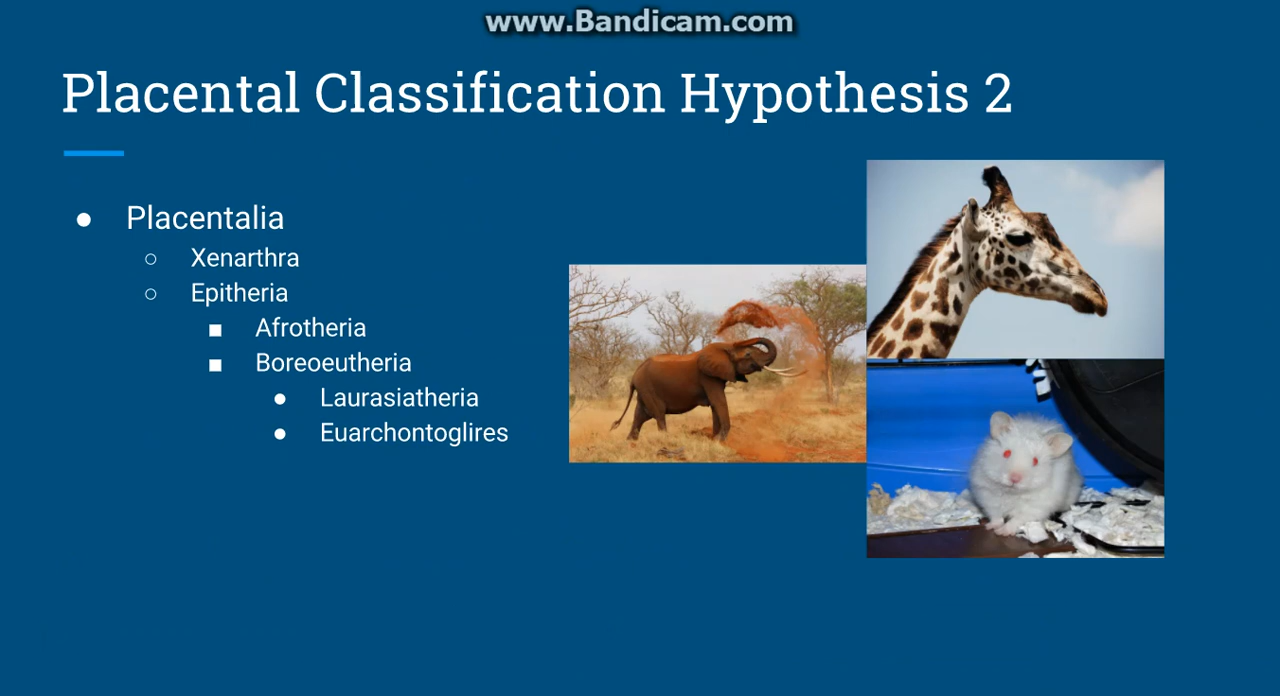 www.Bandicam.com
Placental Classification Hypothesis 2
● Placentalia
○ Xenarthra
○ Epitheria
■ Afrotheria
■ Boreoeutheria
● Laurasiatheria
● Euarchontoglires